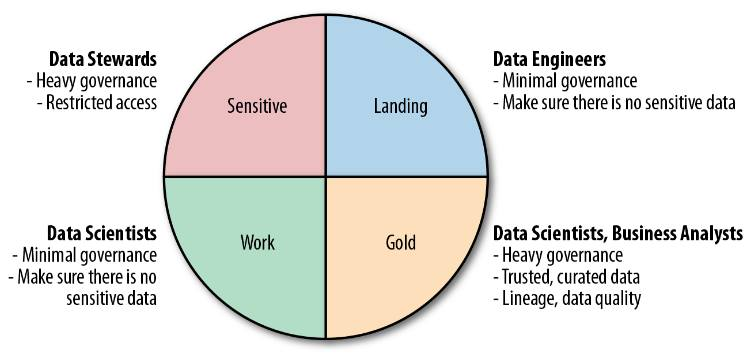 Data Stewards
- Heavy governance
- Restricted access
Sensitive
Landing
Data Engineers
- Minimal governance
- Make sure there is no sensitive data
Data Scientists
- Minimal governance
- Make sure there is no
sensitive data
Work
Gold
Data Scientists, Business Analysts
- Heavy governance
- Trusted, curated data
- Lineage, data quality